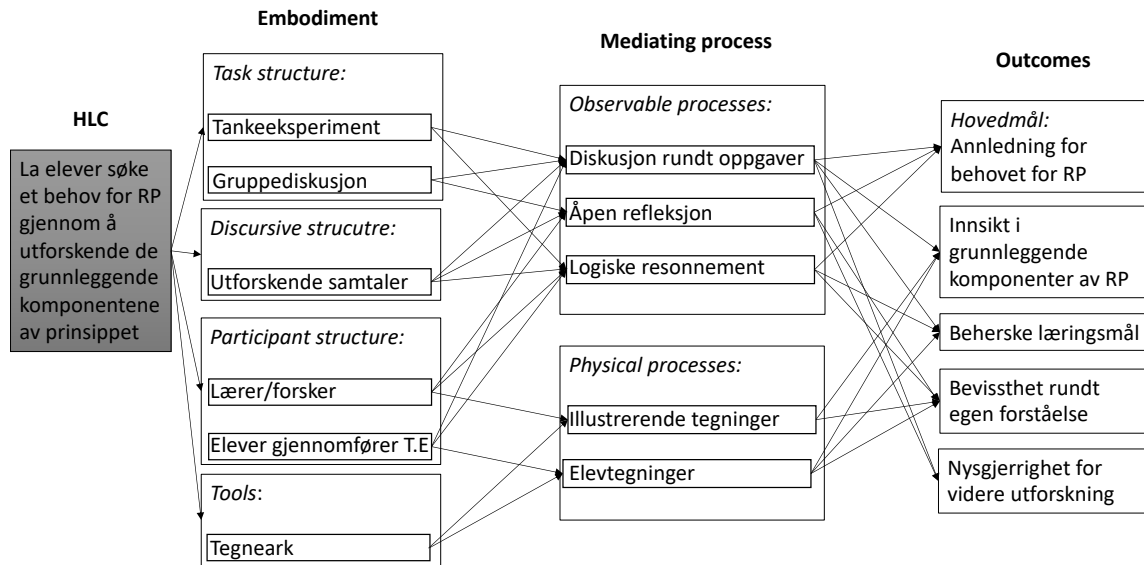 HLC
La elever søke
et behov for RP
gjennom å
utforskende de
grunnleggende
komponentene
av prinsippet
Embodiment
Task structure:
Tankeeksperiment
Gruppediskusjon
Discursive strucutre:
Utforskende samtaler
Participant structure:
Lærer/forsker
Elever gjennomfører T.E
Tools:
Tegneark
Mediating process
Observable processes:
Diskusjon rundt oppgaver
Åpen refleksjon
Logiske resonnement
Physical processes:
Illustrerende tegninger
Elevtegninger
Outcomes
Hovedmål:
Annledning for
behovet for RP
Innsikt i
grunnleggende
komponenter av RP
Beherske læringsmål
Bevissthet rundt
egen forståelse
Nysgjerrighet for
videre utforskning